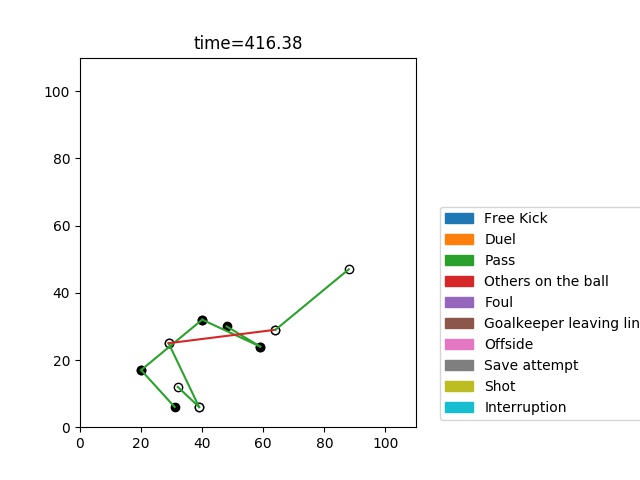 time=416.38
100
80
60
40
20
0
0 20 40 60 80 100
Free Kick
Duel
Pass
Others on the ball
Foul
Goalkeeper leaving lin
Offside
Save attempt
Shot
Interruption